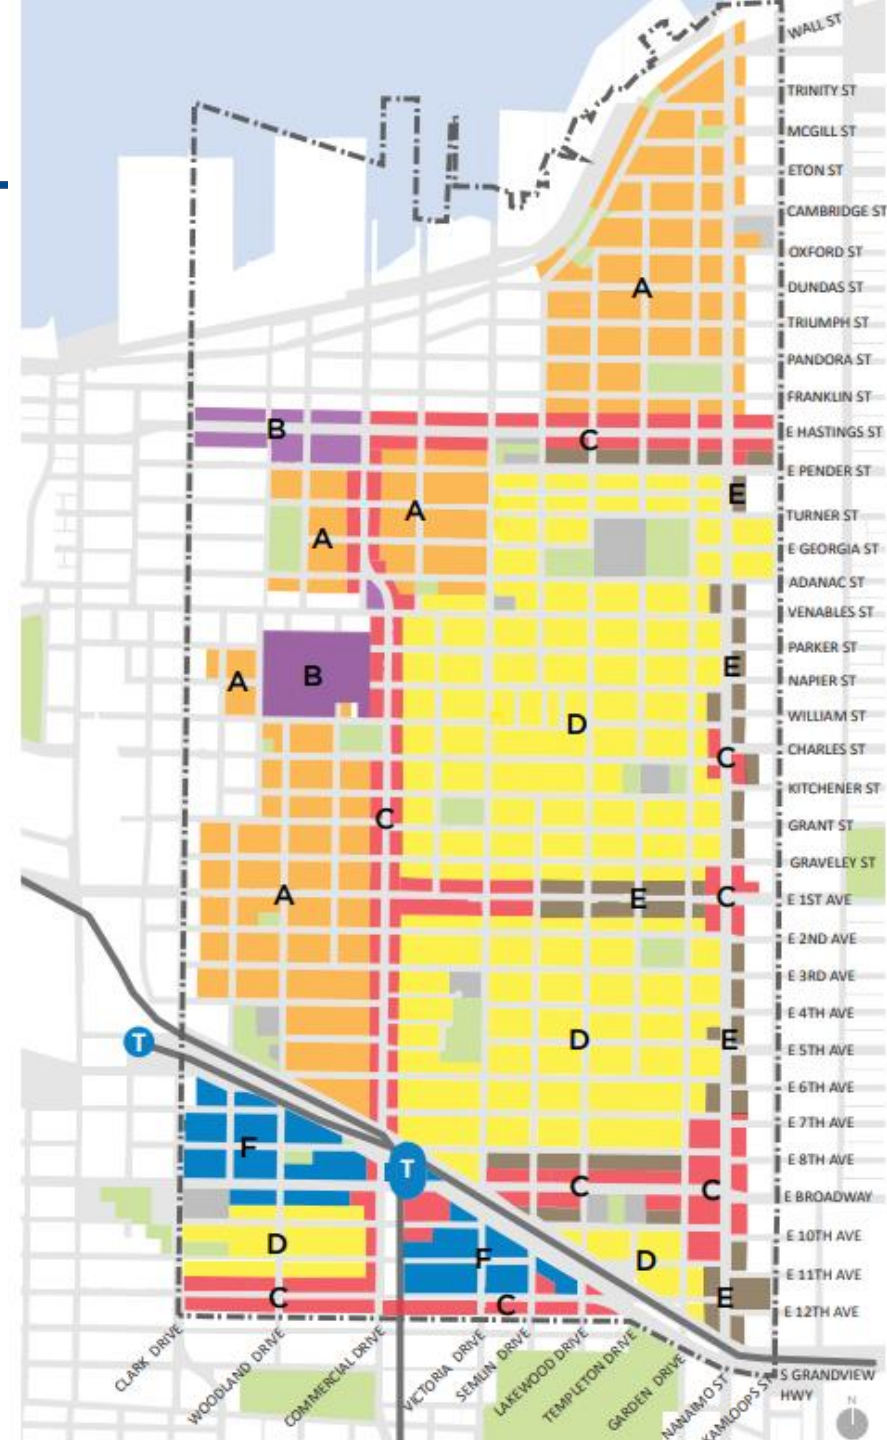 WALL ST
TRINITY ST
MCGILL ST
ETON ST
CAMBRIDGE ST
OXFORD ST
A
DUNDAS ST
TRIUMPH ST
PANDORA ST
FRANKLIN ST
B
C
E HASTINGS ST
E PENDER ST
E
A
TURNER ST
A
E GEORGIA ST
ADANAC ST
VENABLES ST
PARKER ST
E
A
B
NAPIER ST
D
WILLIAM ST
CHARLES ST
C
KITCHENER ST
C
GRANT ST
GRAVELEY ST
A
E
C
E 1ST AVE
E 2ND AVE
E 3RD AVE
E 4TH AVE
T
D
E
E 5TH AVE
E 6TH AVE
E 7TH AVE
F
E 8TH AVE
T
C
C
E BROADWAY
E 10TH AVE
D
F
D
E 11TH AVE
C
C
E
E 12TH AVE
CLARK DRIVE
WOODLAND DRIVE
COMMERCIAL DRIVE
VICTORIA DRIVE
SEMLIN DRIVE
LAKEWOOD DRIVE
TEMPLETON DRIVE
GARDEN DRIVE
NANAIMO ST
KAMLOOPS ST
S GRANDVIEW
HWY
N